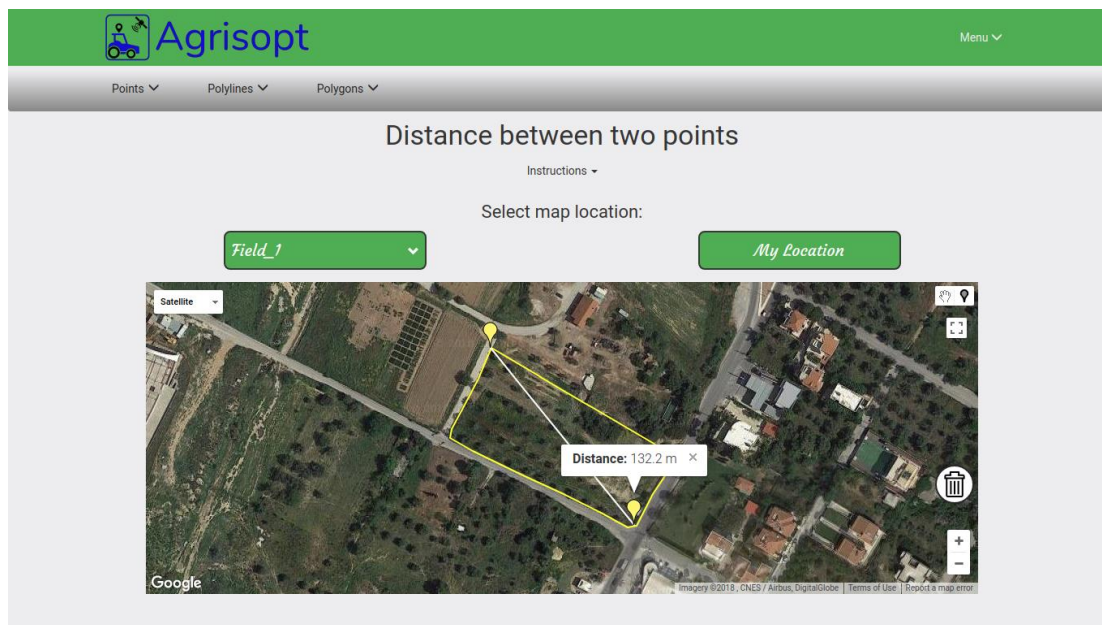 Agrisopt
Menu
Points
Polylines
Polygons
Distance between two points
Instructions
Select map location:
Field_1
My Location
Satellite
Distance: 132.2 m ×
+
−
Google
Imagery ©2018 , CNES / Airbus, DigitalGlobe
Terms of Use
Report a map error